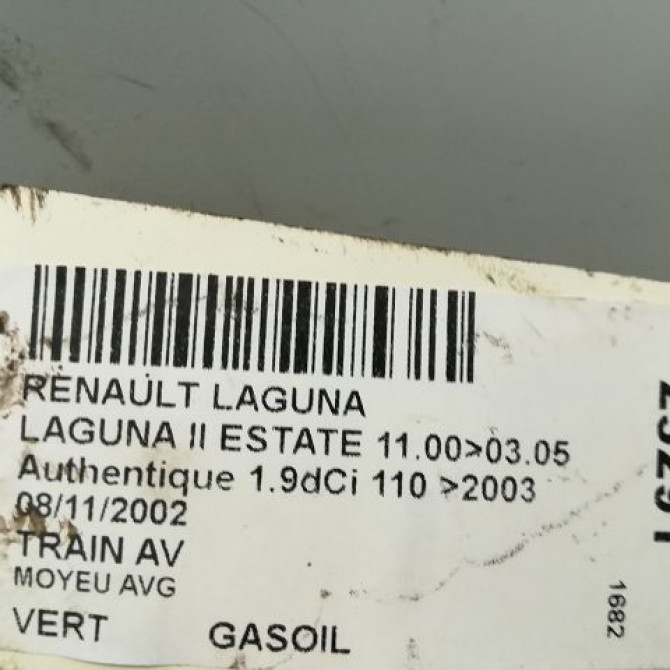 RENAULT LAGUNA
LAGUNA II ESTATE 11.00>03.05
Authentique 1.9dCi 110 >2003
08/11/2002
TRAIN AV
MOYEU AVG
VERT GASOIL
1682